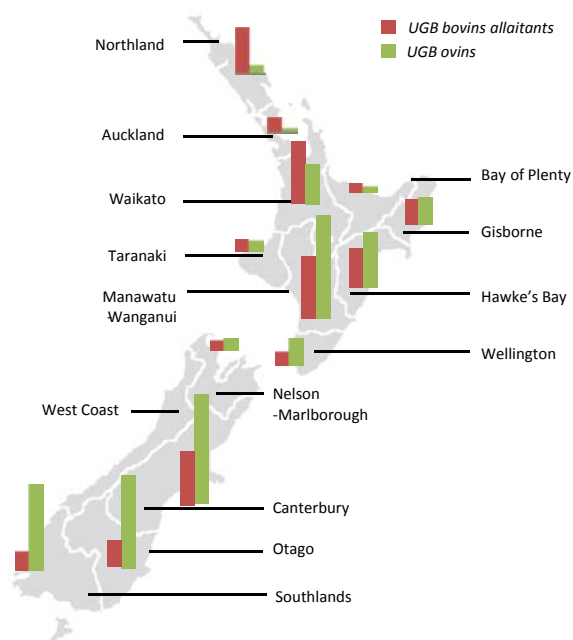 UGB bovins allaitants
UGB ovins
Northland
Auckland
Waikato
Bay of Plenty
Gisborne
Taranaki
Manawatu
-Wanganui
Hawke's Bay
Wellington
Nelson
-Marlborough
West Coast
Canterbury
Otago
Southlands